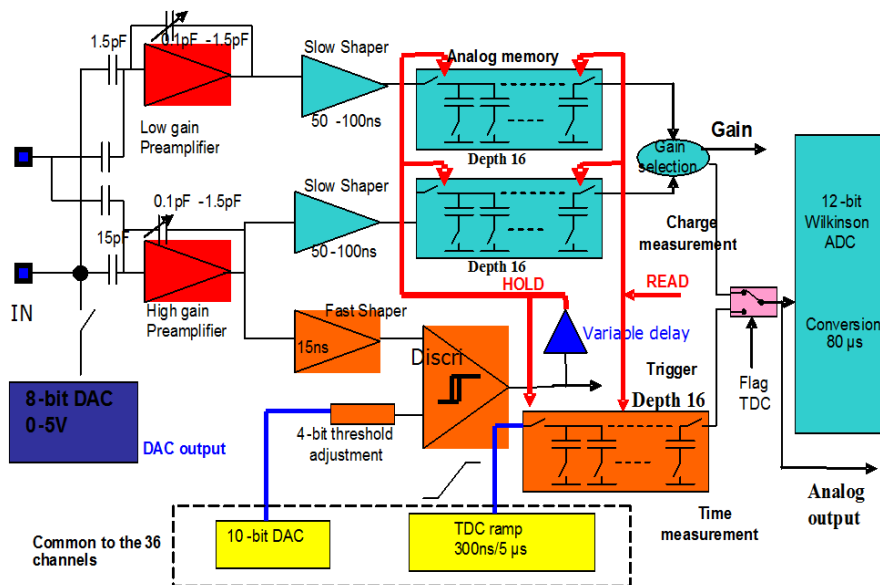 1.5pF
0.1pF -1.5pF
Low gain
Preamplifier
Slow Shaper
50 -100ns
Analog memory
Depth 16
Gain
Gain
selection
12-bit
Wilkinson
ADC
Conversion
80 µs
0.1pF -1.5pF
15pF
IN
High gain
Preamplifier
Slow Shaper
50 -100ns
Depth 16
Charge
measurement
HOLD
READ
Fast Shaper
15ns
Discri
Variable delay
Trigger
Flag
TDC
8-bit DAC
0-5V
DAC output
4-bit threshold
adjustment
Depth 16
Time
measurement
Analog
output
Common to the 36
channels
10-bit DAC
TDC ramp
300ns/5 µs